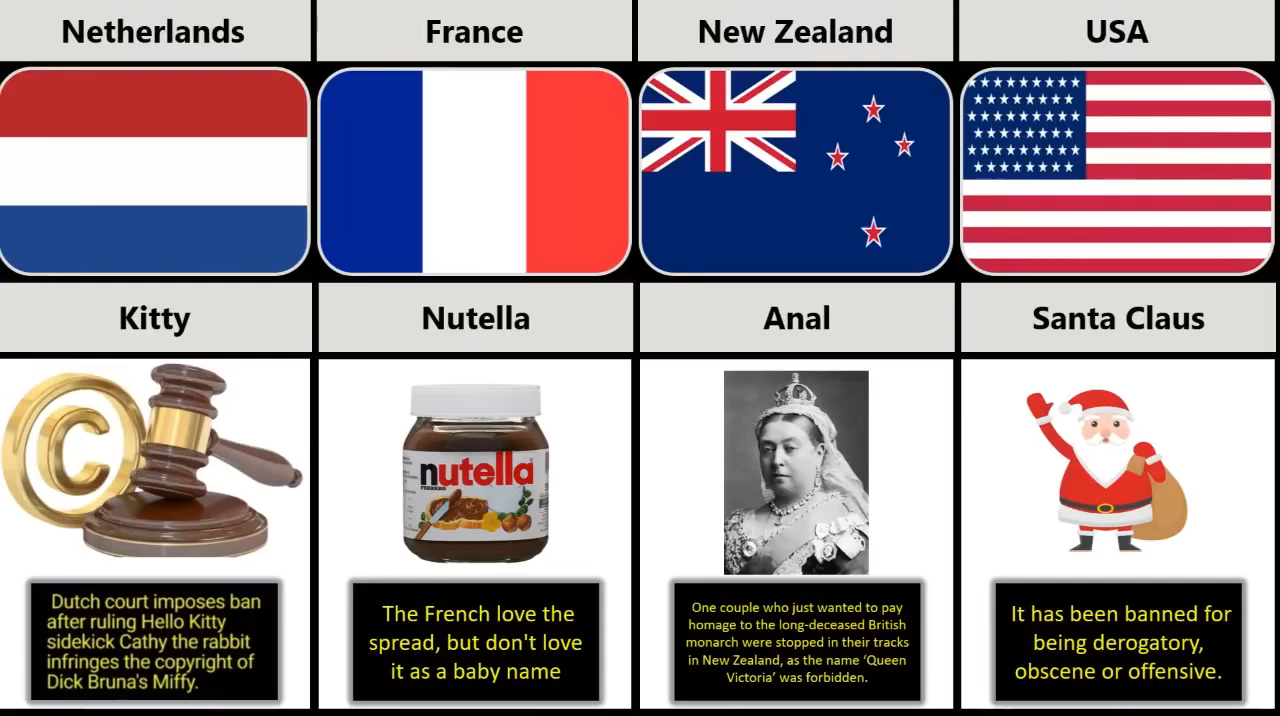 Netherlands
France
New Zealand
USA
Kitty
Nutella
Anal
Santa Claus
nutella
FERRERO
Dutch court imposes ban
after ruling Hello Kitty
sidekick Cathy the rabbit
infringes the copyright of
Dick Bruna's Miffy.
The French love the
spread, but don't love
it as a baby name
One couple who just wanted to pay
homage to the long-deceased British
monarch were stopped in their tracks
in New Zealand, as the name ‘Queen
Victoria’ was forbidden.
It has been banned for
being derogatory,
obscene or offensive.